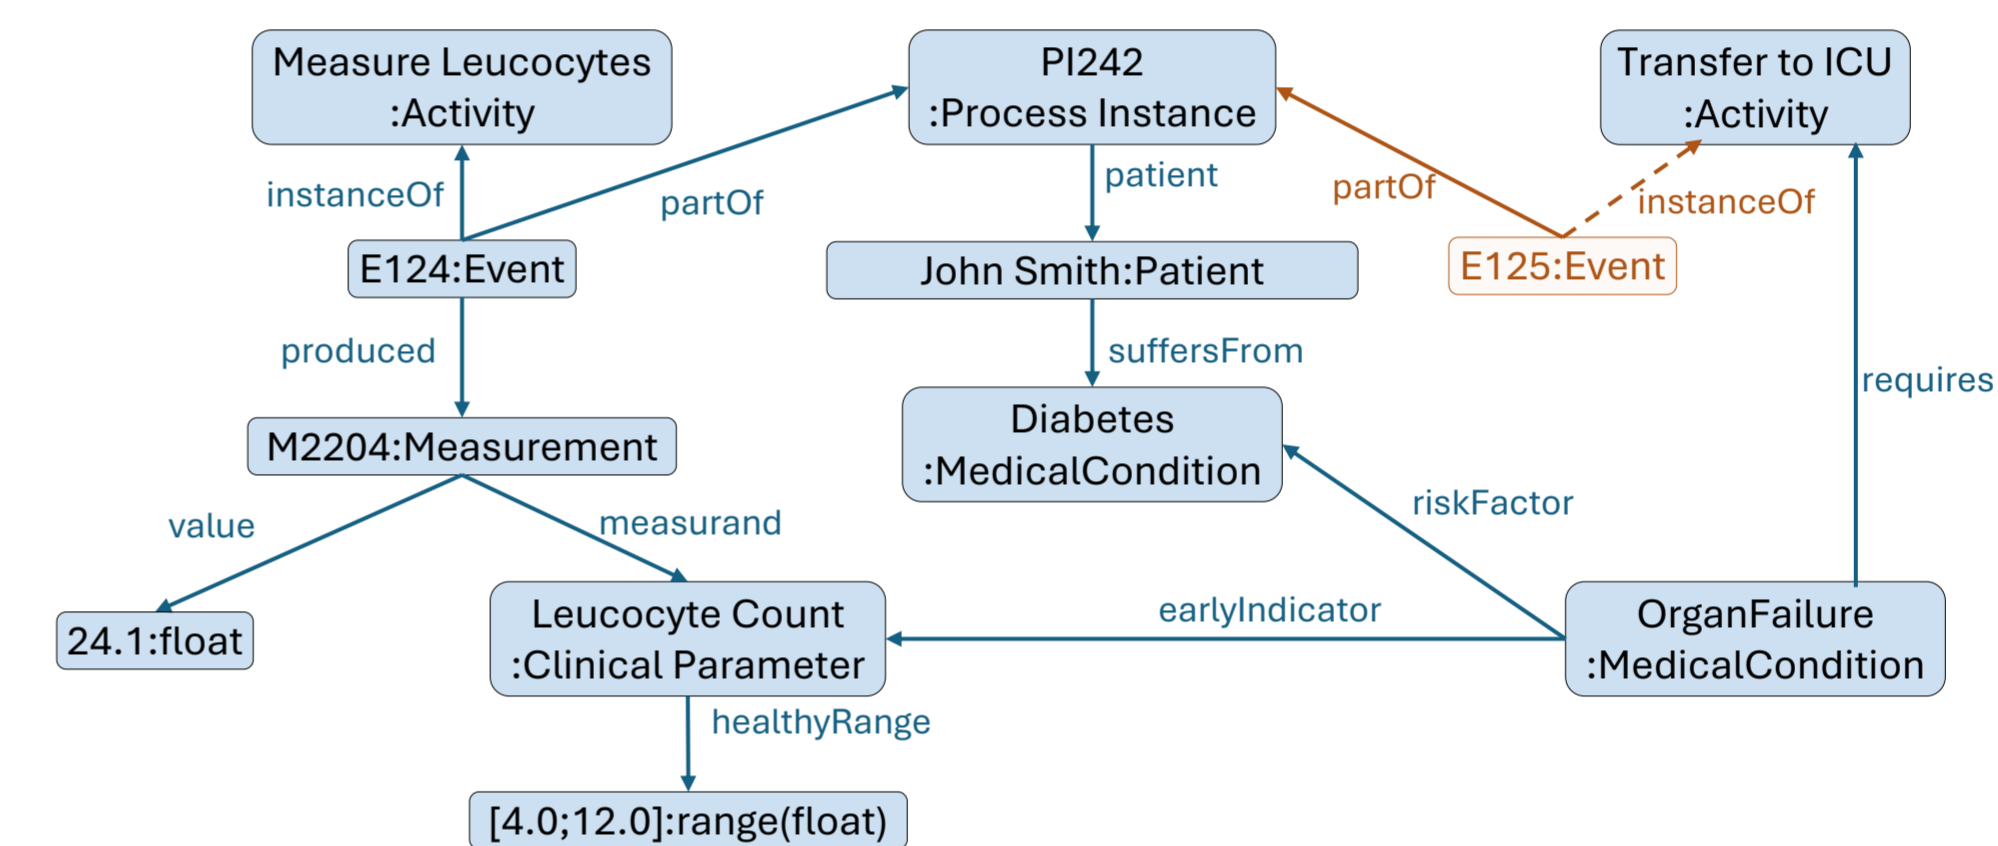 Measure Leucocytes
:Activity
PI242
:Process Instance
Transfer to ICU
:Activity
instanceOf
partOf
patient
partOf
instanceOf
E124:Event
John Smith:Patient
E125:Event
produced
suffersFrom
requires
M2204:Measurement
Diabetes
:MedicalCondition
value
measurand
riskFactor
24.1:float
Leucocyte Count
:Clinical Parameter
earlyIndicator
OrganFailure
:MedicalCondition
healthyRange
[4.0;12.0]:range(float)